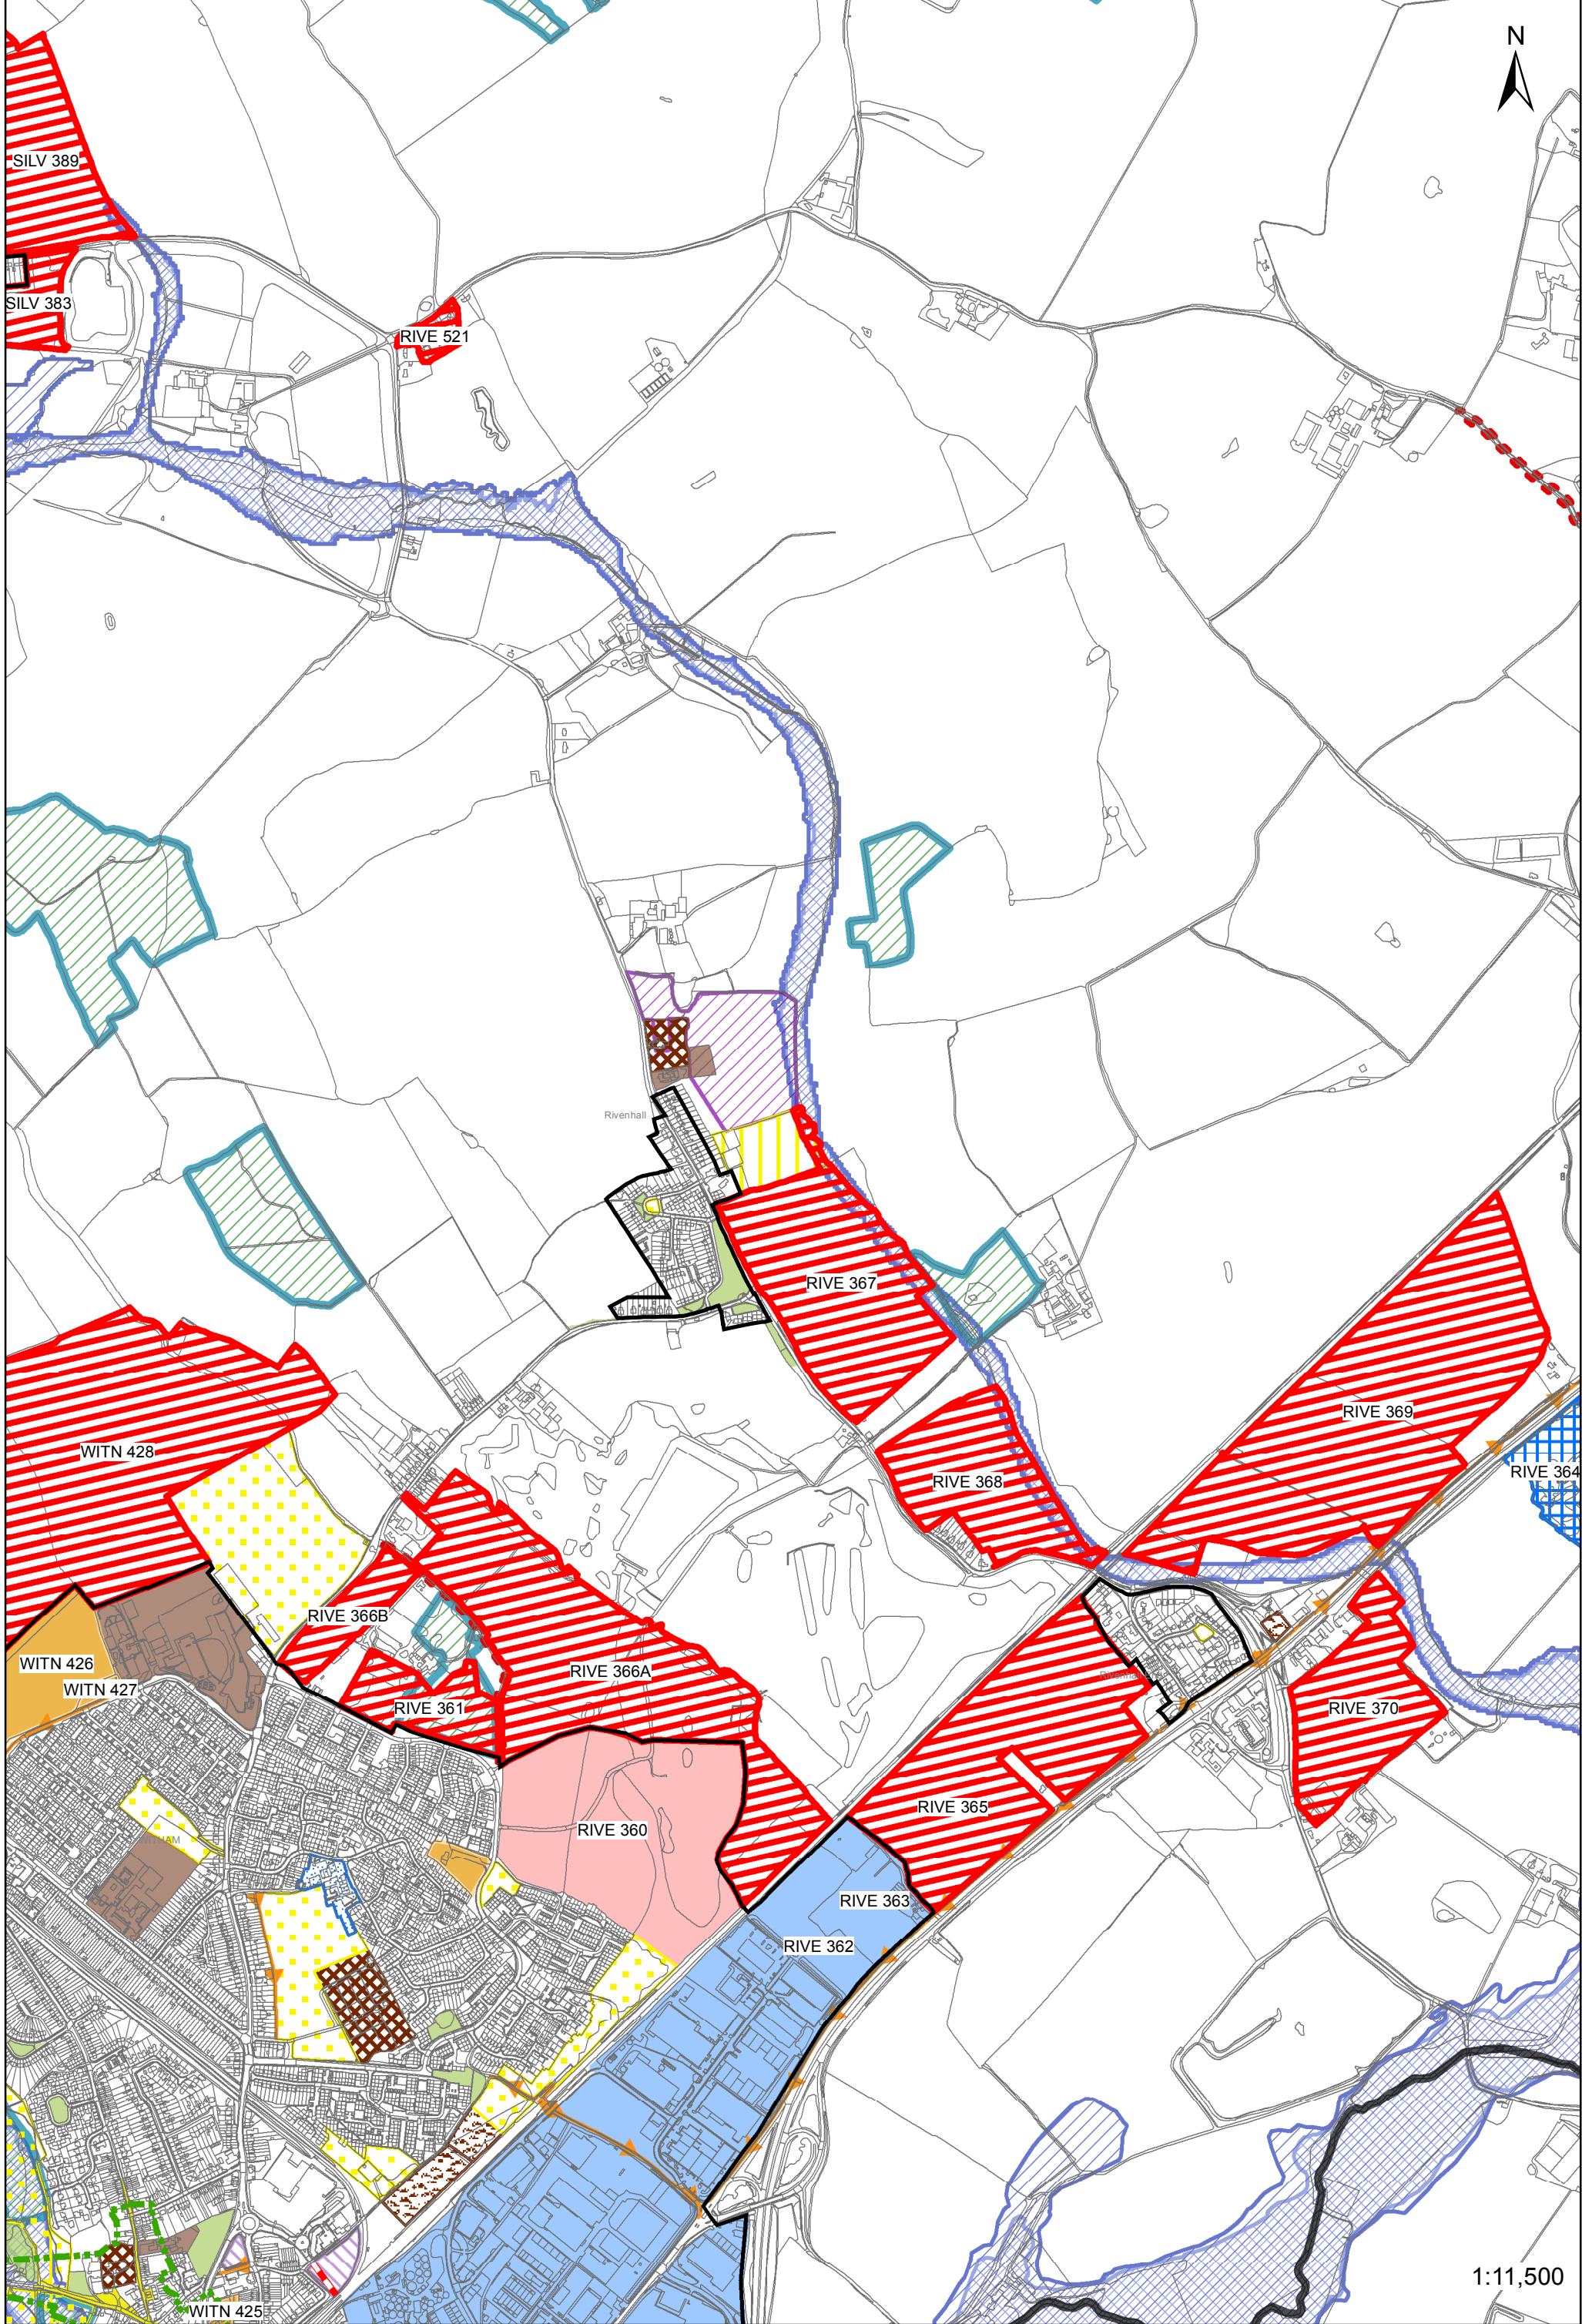 N
SILV 389
SILV 383
RIVE 521
Rivenhall
RIVE 367
RIVE 369
WITN 428
RIVE 364
RIVE 368
RIVE 366B
WITN 426
RIVE 366A
WITN 427
RIVE 361
RIVE 370
RIVE 365
RIVE 360
RIVE 363
RIVE 362
1:11,500
WITN 425